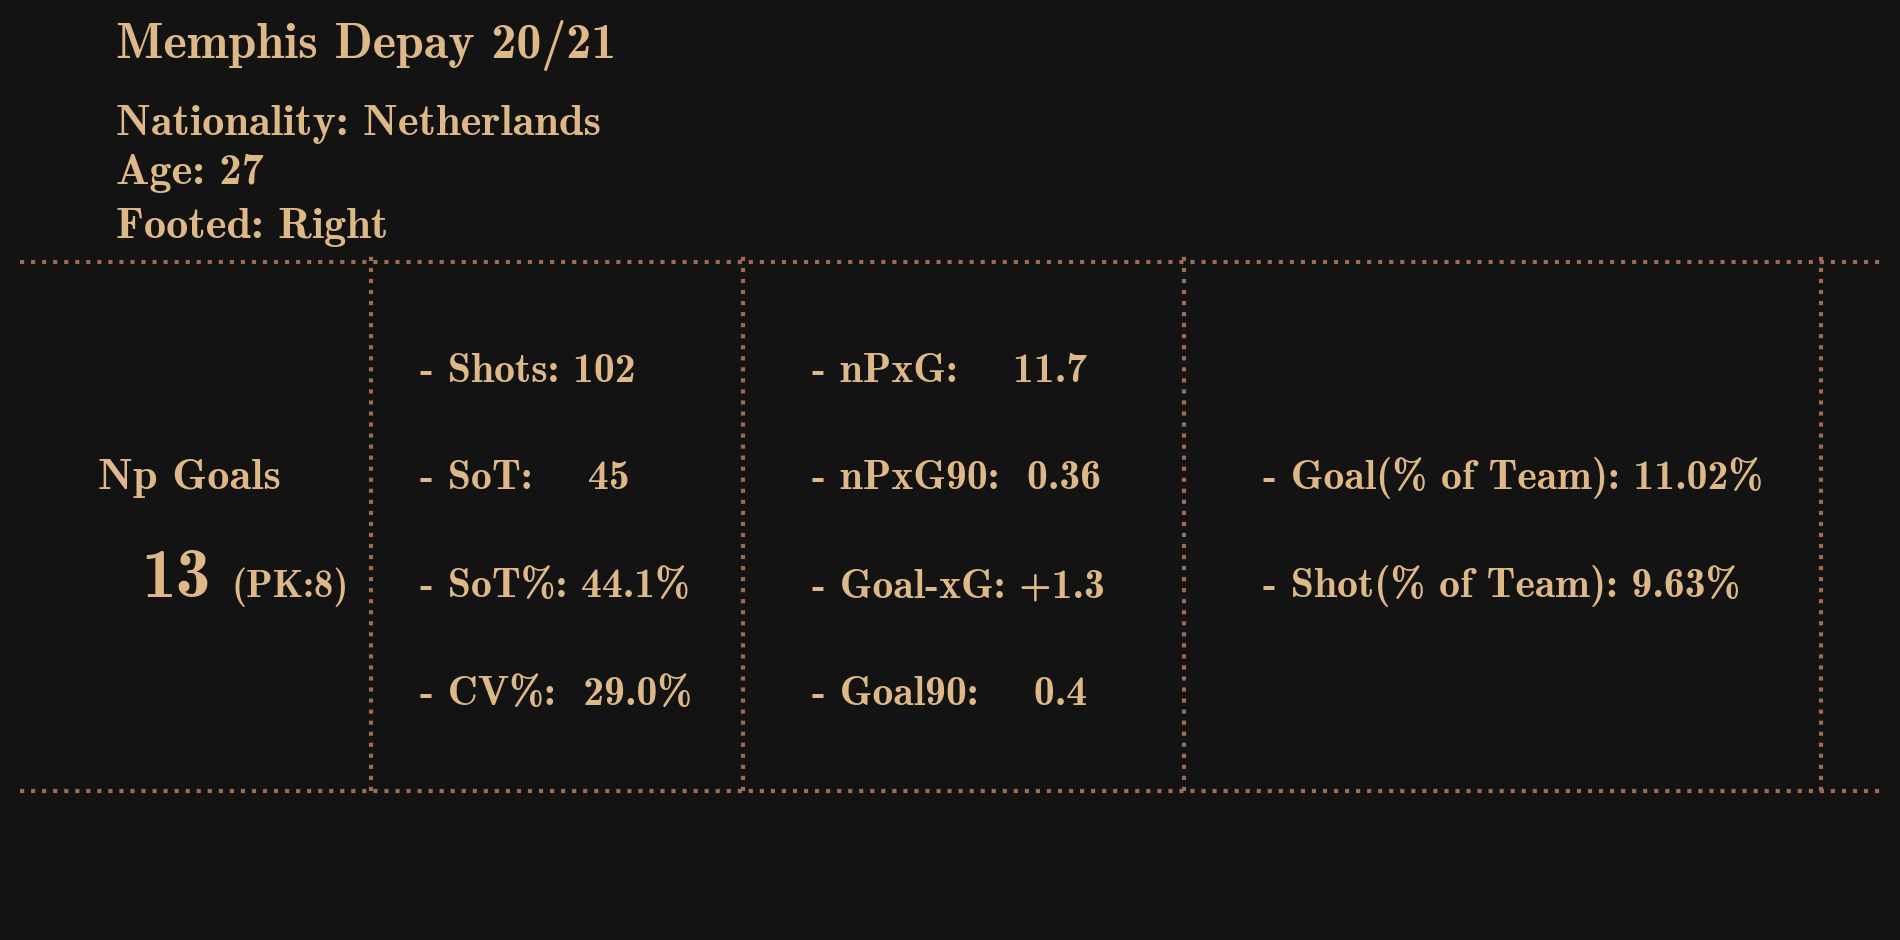 Memphis Depay 20/21
Nationality: Netherlands
Age: 27
Footed: Right
Np Goals
13 (PK:8)
- Shots: 102
- SoT: 45
- SoT%: 44.1%
- CV%: 29.0%
- nPxG: 11.7
- nPxG90: 0.36
- Goal-xG: +1.3
- Goal90: 0.4
- Goal(% of Team): 11.02%
- Shot(% of Team): 9.63%